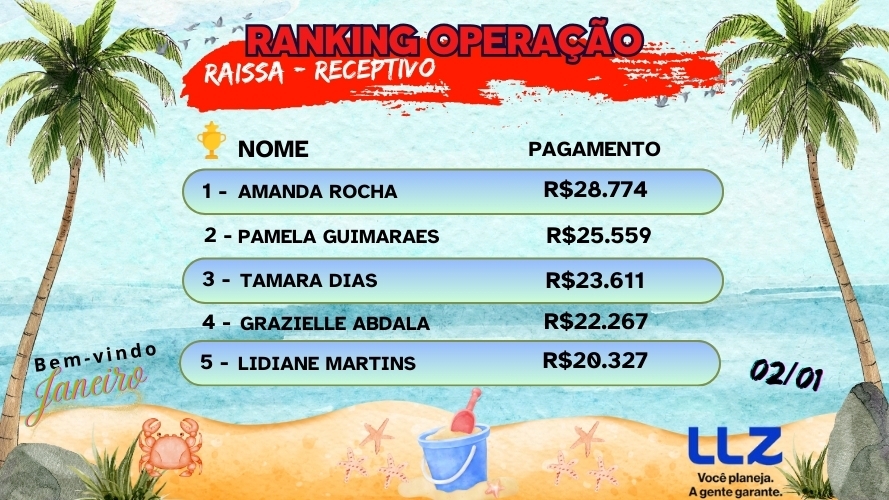 RANKING OPERAÇÃO
RAISSA - RECEPTIVO
NOME PAGAMENTO
1 - AMANDA ROCHA R$28.774
2 - PAMELA GUIMARAES R$25.559
3 - TAMARA DIAS R$23.611
4 - GRAZIELLE ABDALA R$22.267
5 - LIDIANE MARTINS R$20.327
Bem-vindo
Janeiro
02/01
LLZ
Você planeja.
A gente garante.